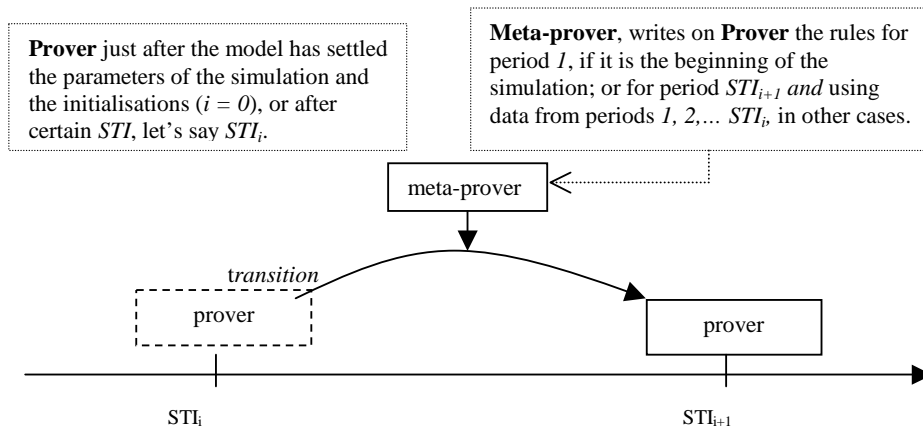 Prover just after the model has settled
the parameters of the simulation and
the initialisations (i = 0), or after
certain STI, let’s say STIi.
Meta-prover, writes on Prover the rules for
period 1, if it is the beginning of the
simulation; or for period STIi+1 and using
data from periods 1, 2,... STIi, in other cases.
meta-prover
transition
prover
prover
STIi
STIi+1